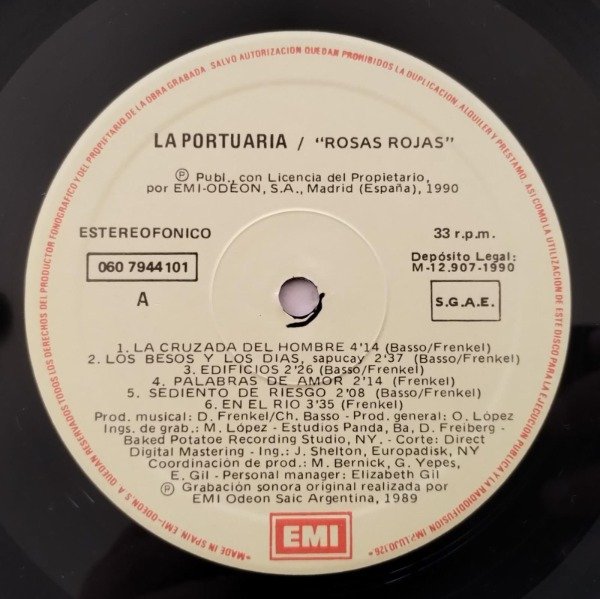 SALVO AUTORIZACION QUEDAN PROHIBIDOS LA DUPLICACION, ALQUILER Y PRESTAMO, ASI COMO LA UTILIZACION DE ESTE DISCO PARA LA EJECUCION PUBLICA Y LA RADIODIFUSION
"MADE IN SPAIN EMI-ODEON S A QUEDAN RESERVADOS TODOS LOS DERECHOS DEL PRODUCTOR FONOGRAFICO Y DEL PROPIETARIO DE LA OBRA GRABADA
LA PORTUARIA / "ROSAS ROJAS"
Ⓟ Publ., con Licencia del Propietario,
por EMI-ODEÓN, S.A., Madrid (España), 1990
ESTEREOFONICO 33 r.p.m.
060 7944101 Depósito Legal:
M-12.907-1990
A S.G.A.E.
1. LA CRUZADA DEL HOMBRE 4'14 (Basso/Frenkel)
2. LOS BESOS Y LOS DIAS, sapucay 2'37 (Basso/Frenkel)
3. EDIFICIOS 2'26 (Basso/Frenkel)
4. PALABRAS DE AMOR 2'14 (Frenkel)
5. SEDIENTO DE RIESGO 2'08 (Basso/Frenkel)
6. EN EL RIO 3'35 (Frenkel)
Prod. musical: D. Frenkel/Ch. Basso - Prod. general: O. López
Ings. de grab.: M. López - Estudios Panda, Ba, D. Freiberg -
Baked Potatoe Recording Studio, NY. - Corte: Direct
Digital Mastering - Ing.: J. Shelton, Europadisk, NY
Coordinación de prod.: M. Bernick, G. Yepes,
E. Gil - Personal manager: Elizabeth Gil
Ⓟ Grabación sonora original realizada por
EMI Odeon Saic Argentina, 1989
EMI